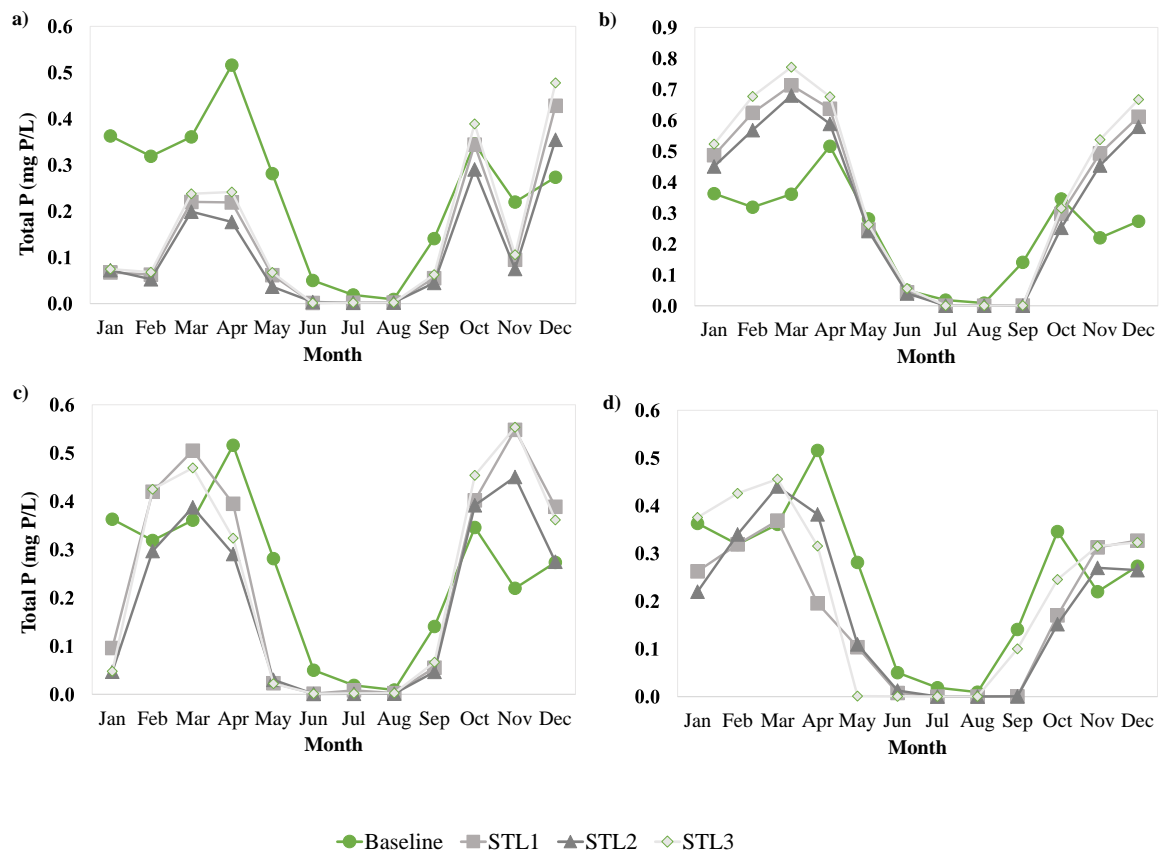 a)
Total P (mg P/L)
0.6
0.5
0.4
0.3
0.2
0.1
0.0
Jan Feb Mar Apr May Jun Jul Aug Sep Oct Nov Dec
Month
b)
0.9
0.8
0.7
0.6
0.5
0.4
0.3
0.2
0.1
0.0
Jan Feb Mar Apr May Jun Jul Aug Sep Oct Nov Dec
Month
c)
Total P (mg P/L)
0.6
0.5
0.4
0.3
0.2
0.1
0.0
Jan Feb Mar Apr May Jun Jul Aug Sep Oct Nov Dec
Month
d)
0.6
0.5
0.4
0.3
0.2
0.1
0.0
Jan Feb Mar Apr May Jun Jul Aug Sep Oct Nov Dec
Month
Baseline STL1 STL2 STL3